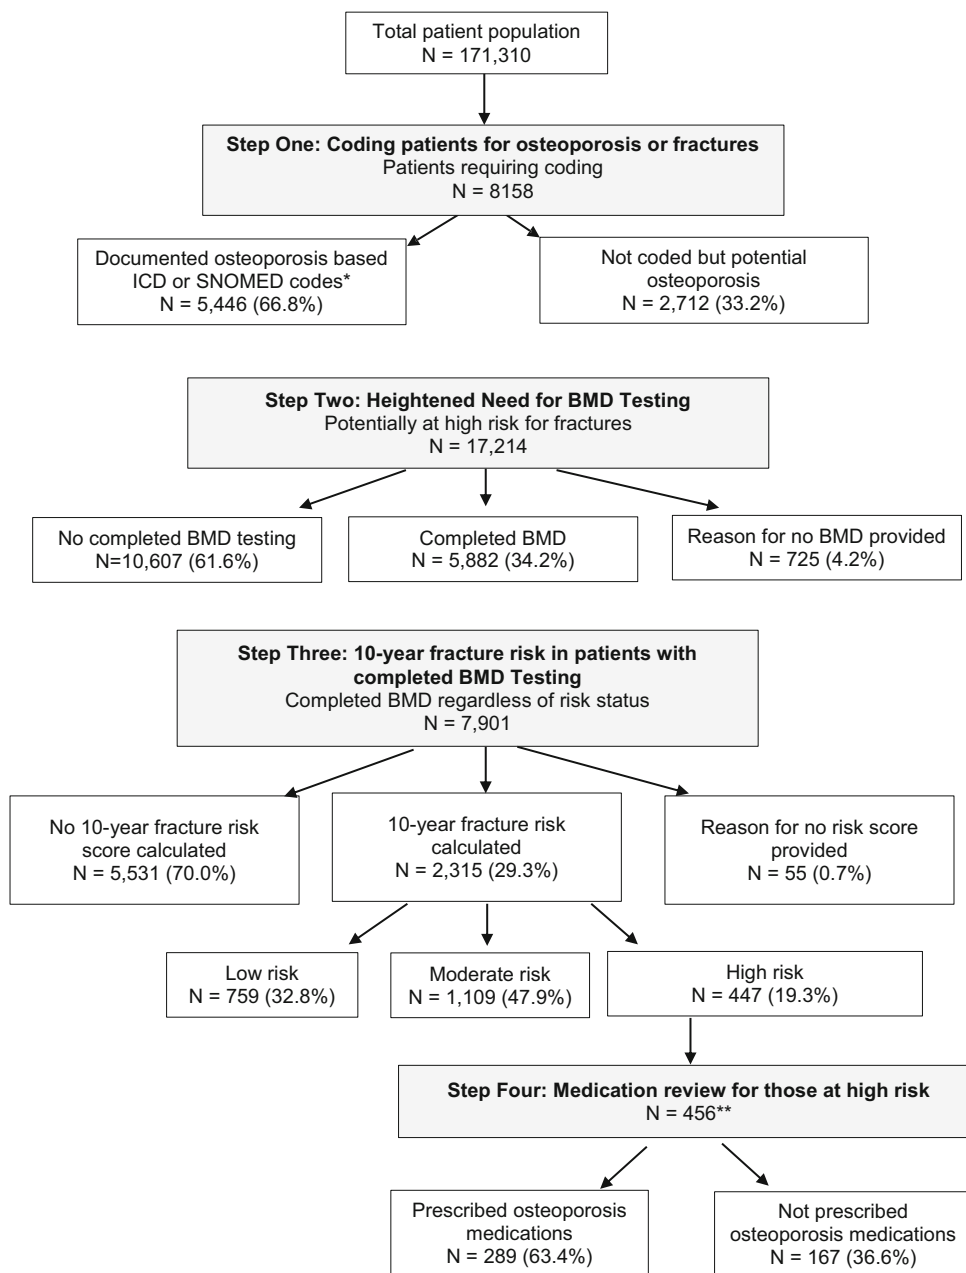 Total patient population
N = 171,310
Step One: Coding patients for osteoporosis or fractures
Patients requiring coding
N = 8158
Documented osteoporosis based
ICD or SNOMED codes*
N = 5,446 (66.8%)
Not coded but potential
osteoporosis
N = 2,712 (33.2%)
Step Two: Heightened Need for BMD Testing
Potentially at high risk for fractures
N = 17,214
No completed BMD testing
N=10,607 (61.6%)
Completed BMD
N = 5,882 (34.2%)
Reason for no BMD provided
N = 725 (4.2%)
Step Three: 10-year fracture risk in patients with
completed BMD Testing
Completed BMD regardless of risk status
N = 7,901
No 10-year fracture risk
score calculated
N = 5,531 (70.0%)
10-year fracture risk
calculated
N = 2,315 (29.3%)
Reason for no risk score
provided
N = 55 (0.7%)
Low risk
N = 759 (32.8%)
Moderate risk
N = 1,109 (47.9%)
High risk
N = 447 (19.3%)
Step Four: Medication review for those at high risk
N = 456**
Prescribed osteoporosis
medications
N = 289 (63.4%)
Not prescribed
osteoporosis medications
N = 167 (36.6%)